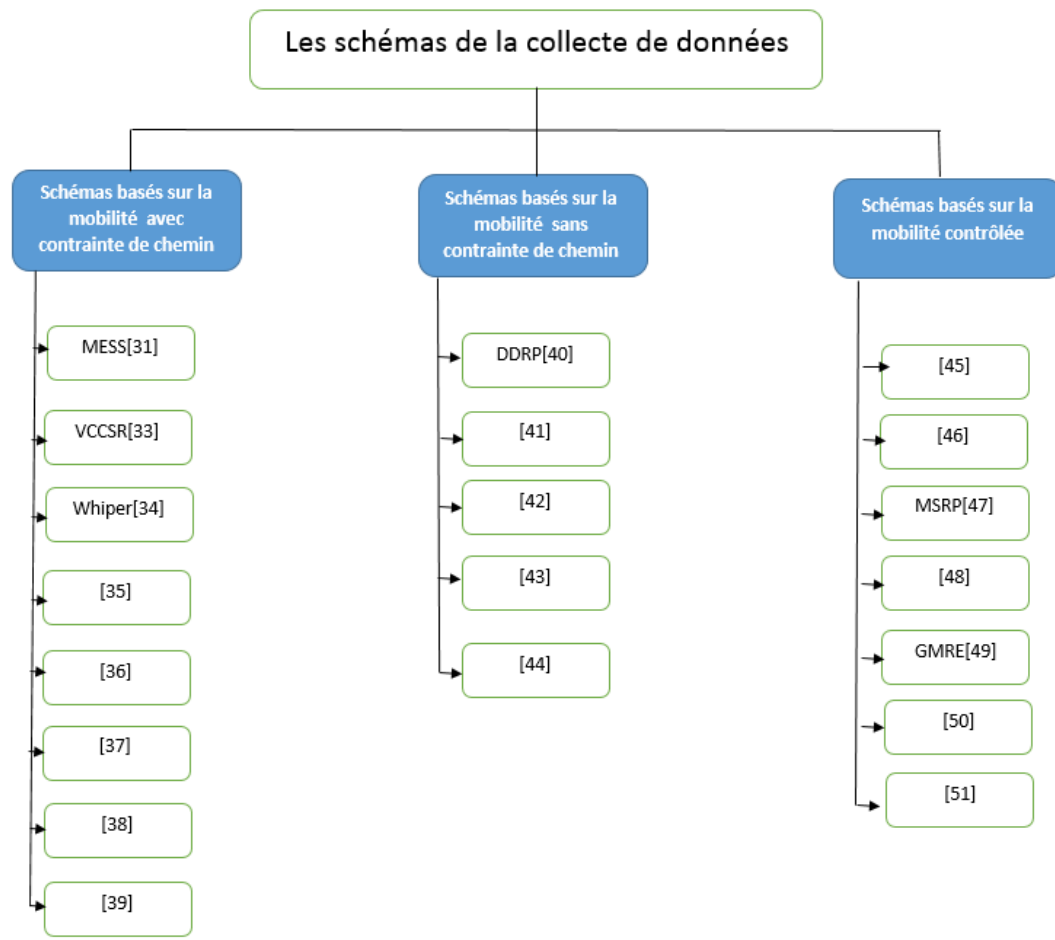 Les schémas de la collecte de données
Schémas basés sur la
mobilité avec
contrainte de chemin
MESS[31]
VCCSR[33]
Whiper[34]
[35]
[36]
[37]
[38]
[39]
Schémas basés sur la
mobilité sans
contrainte de chemin
DDRP[40]
[41]
[42]
[43]
[44]
Schémas basés sur la
mobilité contrôlée
[45]
[46]
MSRP[47]
[48]
GMRE[49]
[50]
[51]